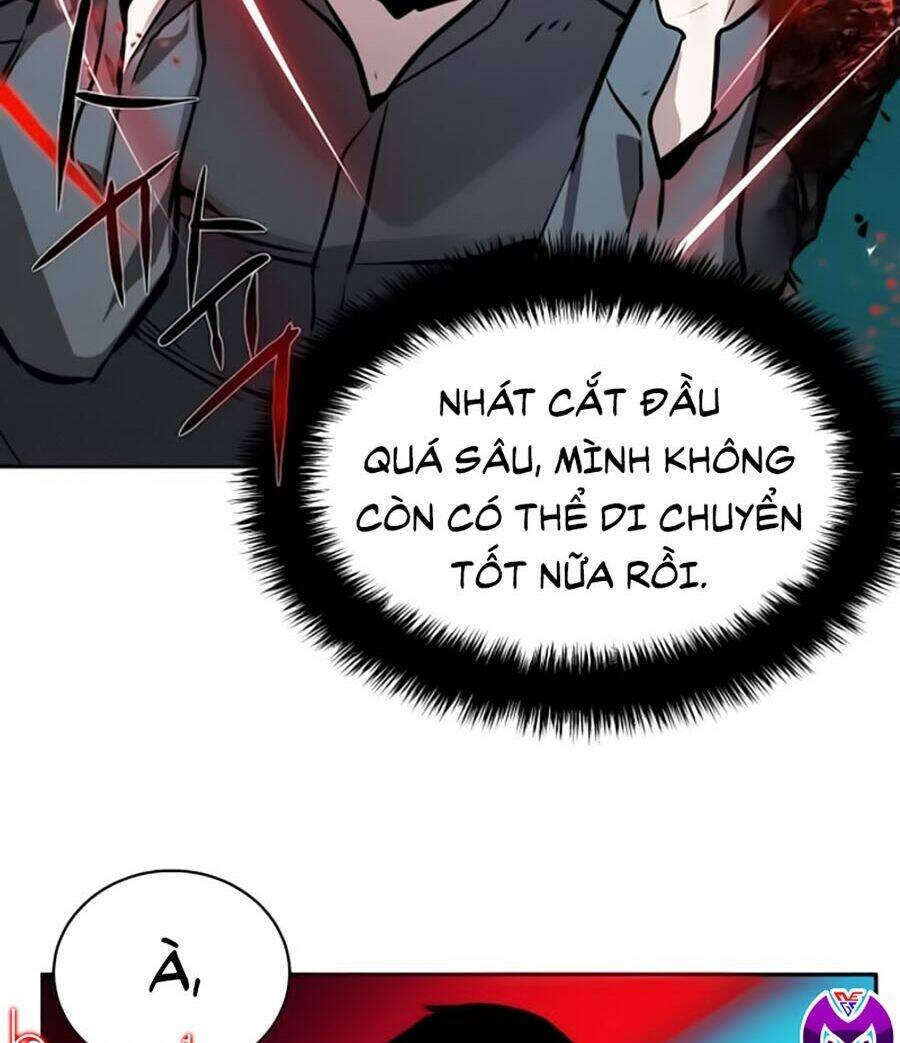 NHÁT CẮT ĐẦU
QUÁ SÂU, MÌNH KHÔNG
CÒN CÓ THỂ DI CHUYỂN
TỐT NỮA RỒI.
À,